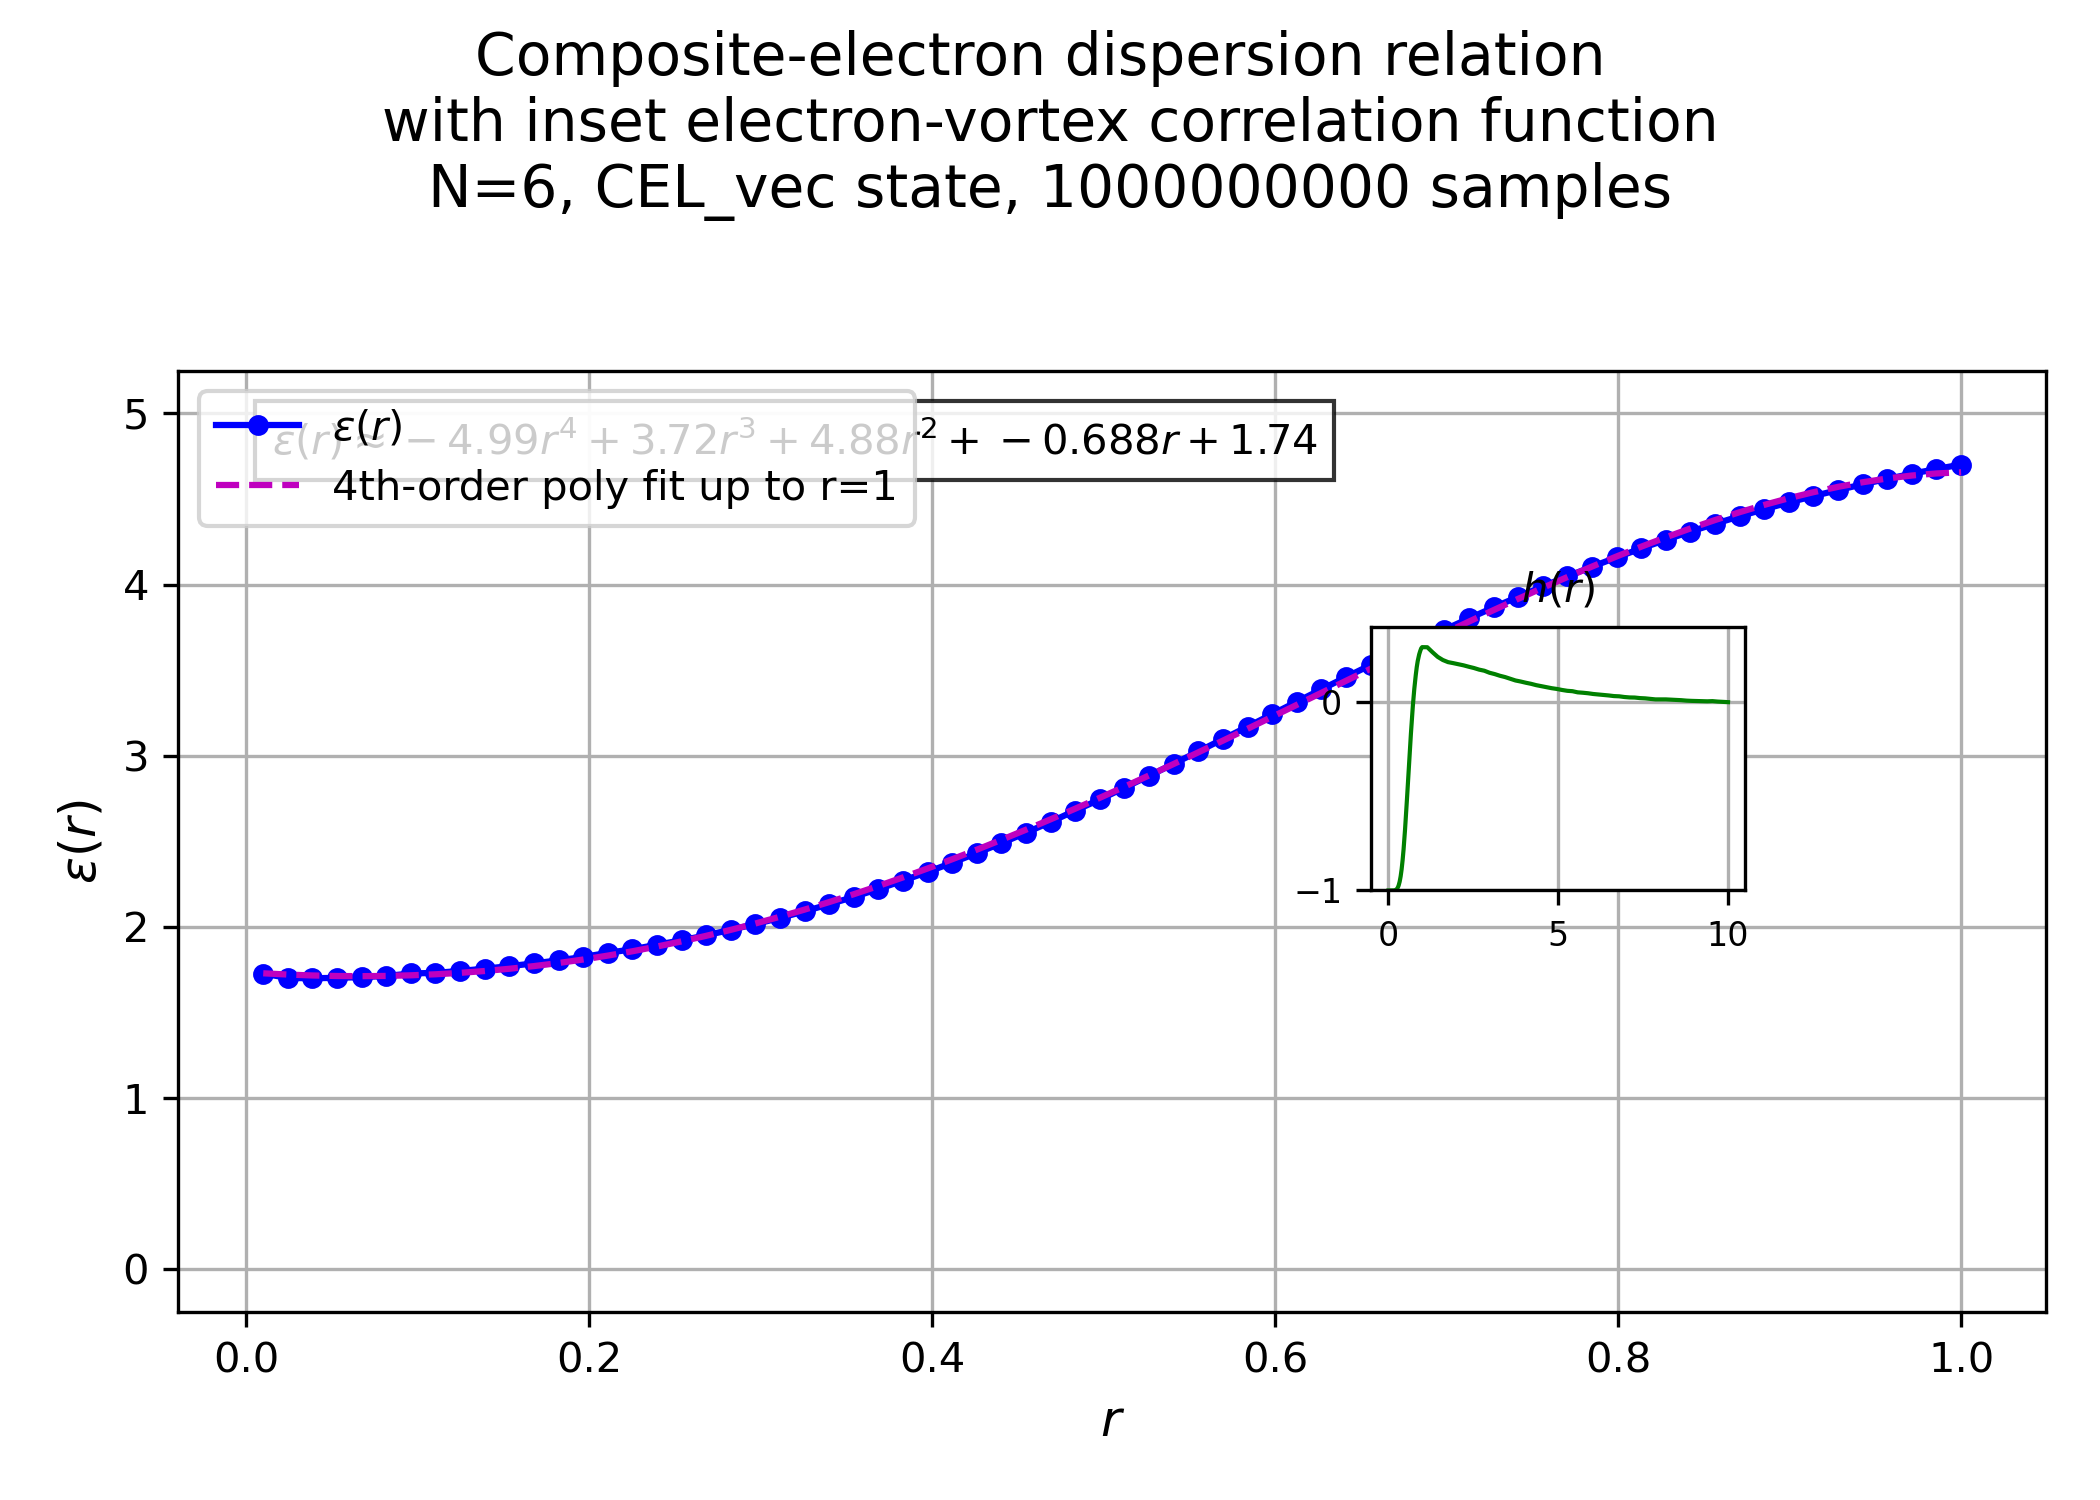 Composite-electron dispersion relation
with inset electron-vortex correlation function
N=6, CEL_vec state, 1000000000 samples
ε(r)
4th-order poly fit up to r=1
ε(r) ≈ −4.99r⁴ + 3.72r³ + 4.88r² + −0.688r + 1.74
5
4
3
2
1
0
ε(r)
h(r)
0
−1
0 5 10
0.0 0.2 0.4 0.6 0.8 1.0
r